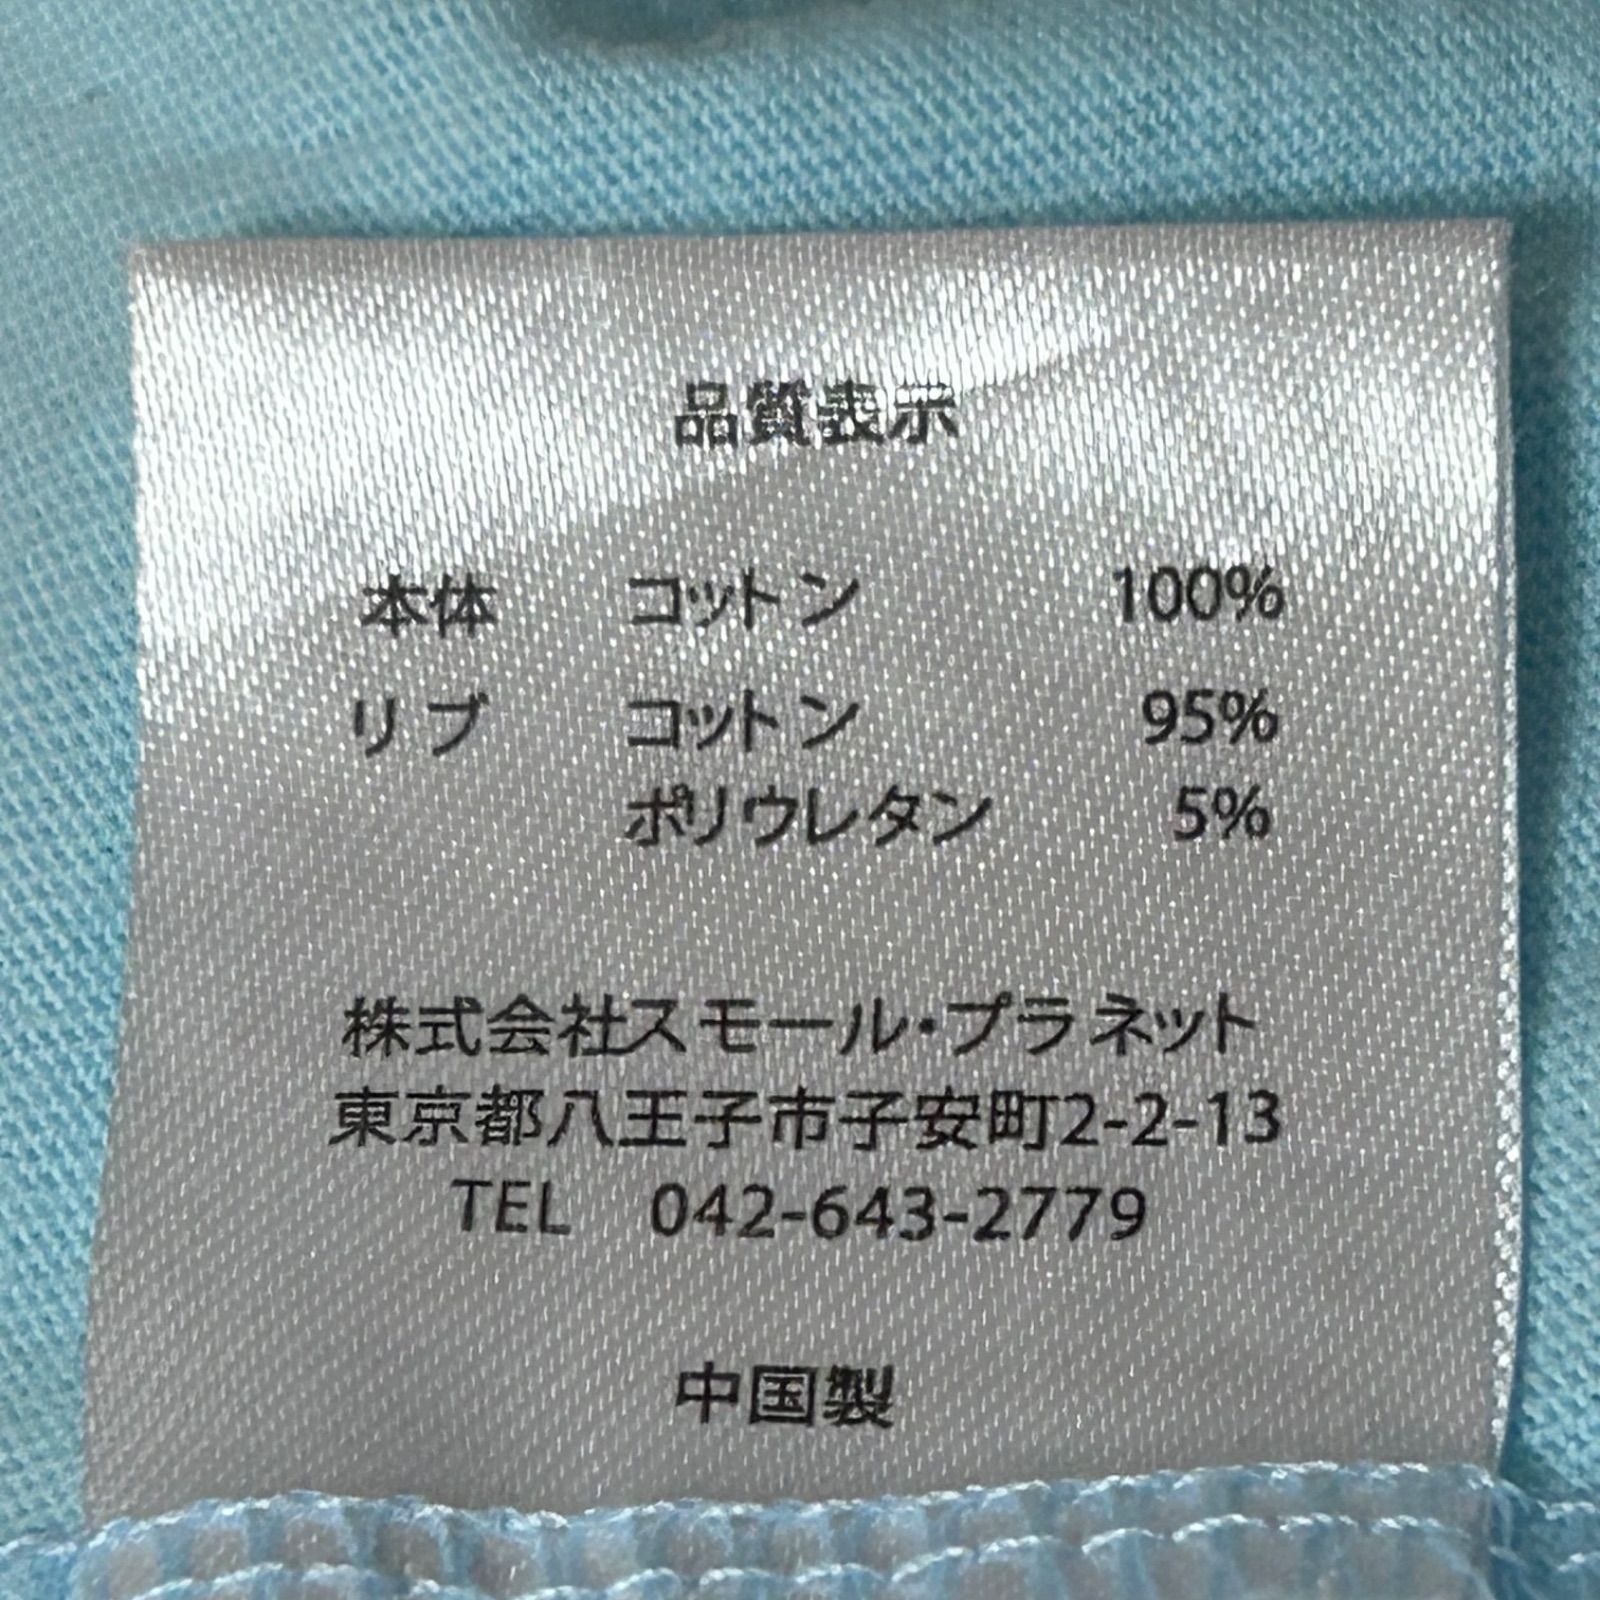 品質表示
本体 コットン 100%
リブ コットン 95%
ポリウレタン 5%
株式会社スモール・プラネット
東京都八王子市子安町2-2-13
TEL 042-643-2779
中国製